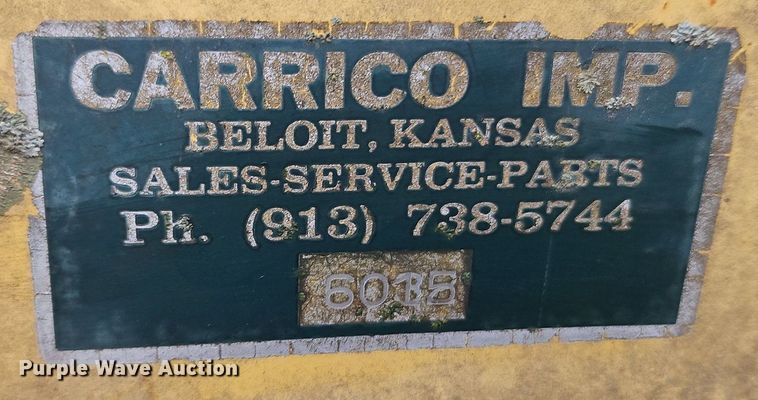 CARRICO IMP.
BELOIT, KANSAS
SALES-SERVICE-PARTS
Ph. (913) 738-5744
Purple Wave Auction